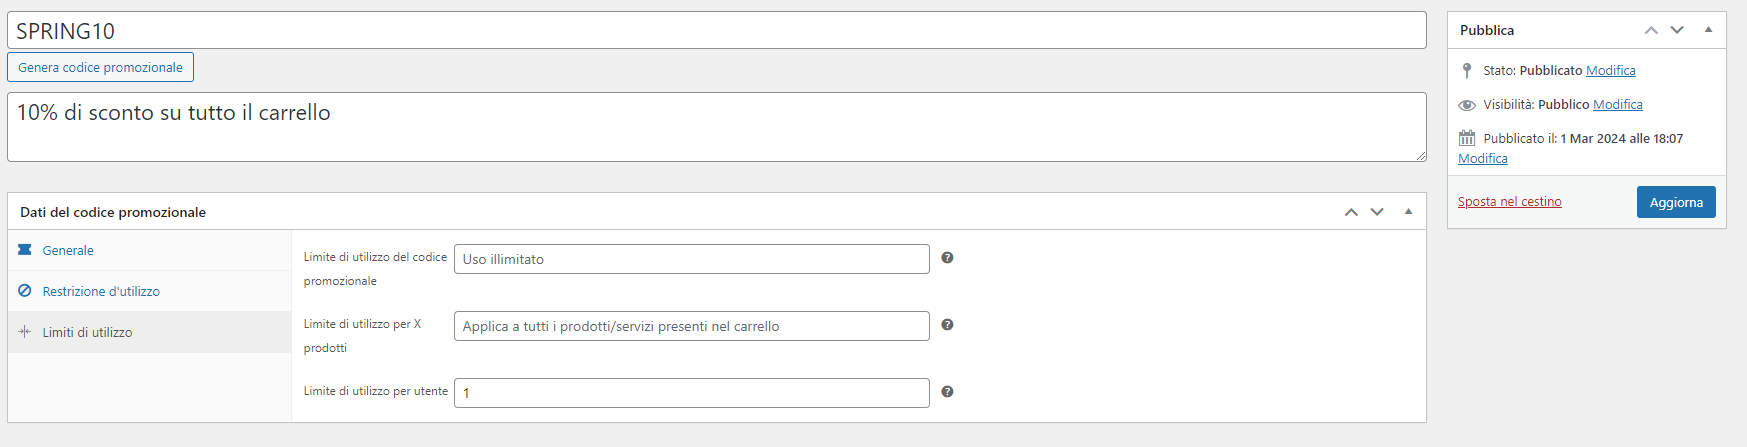 SPRING10
Genera codice promozionale
10% di sconto su tutto il carrello
Dati del codice promozionale
Generale
Restrizione d'utilizzo
Limiti di utilizzo
Limite di utilizzo del codice
promozionale
Uso illimitato
Limite di utilizzo per X
prodotti
Applica a tutti i prodotti/servizi presenti nel carrello
Limite di utilizzo per utente
1
Pubblica
Stato: Pubblicato Modifica
Visibilità: Pubblico Modifica
Pubblicato il: 1 Mar 2024 alle 18:07
Modifica
Sposta nel cestino
Aggiorna